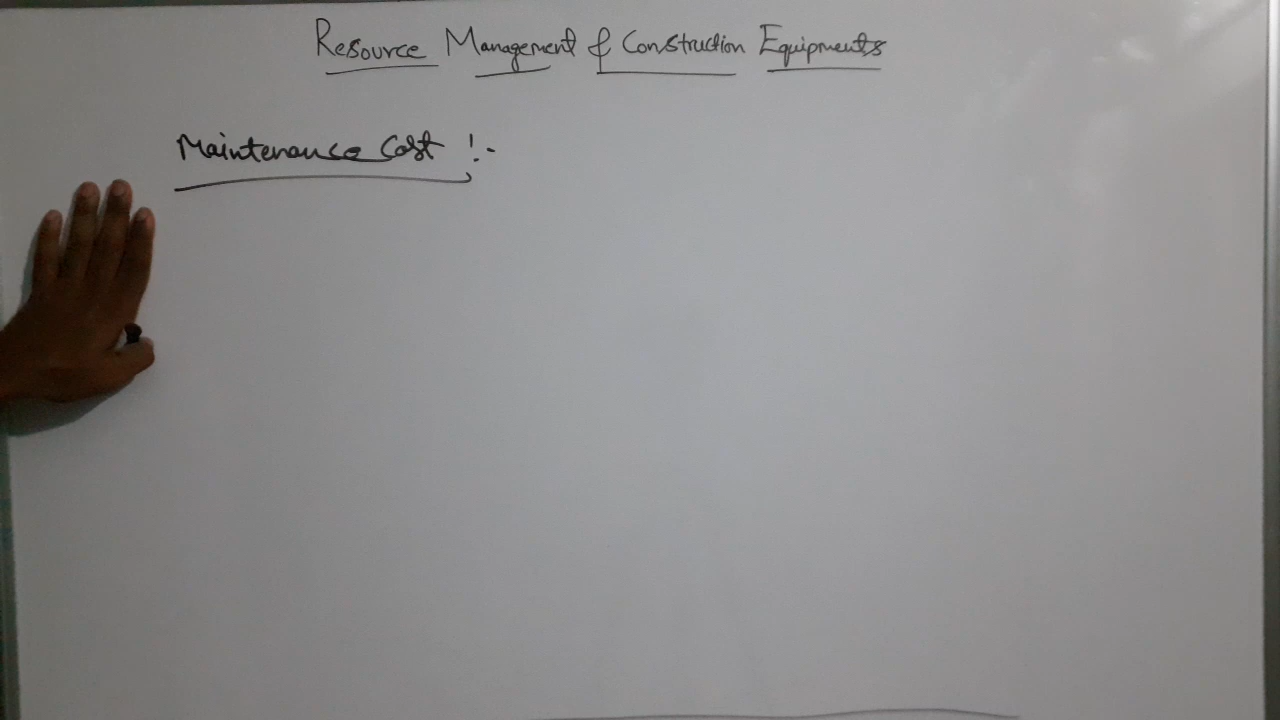 Resource Management & Construction Equipments
Maintenance Cost :-